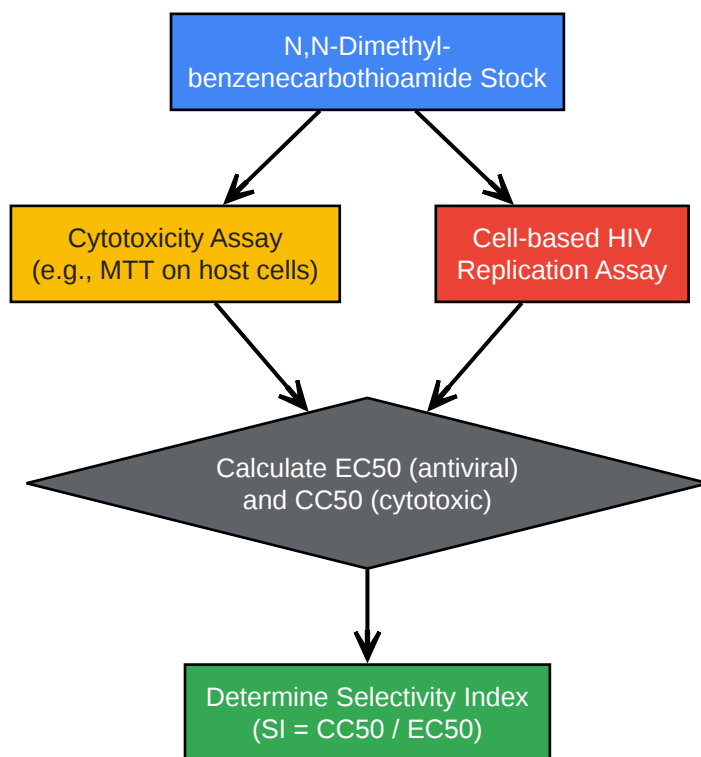 N,N-Dimethyl-
benzenecarbothioamide Stock
Cytotoxicity Assay
(e.g., MTT on host cells)
Cell-based HIV
Replication Assay
Calculate EC50 (antiviral)
and CC50 (cytotoxic)
Determine Selectivity Index
(SI = CC50 / EC50)